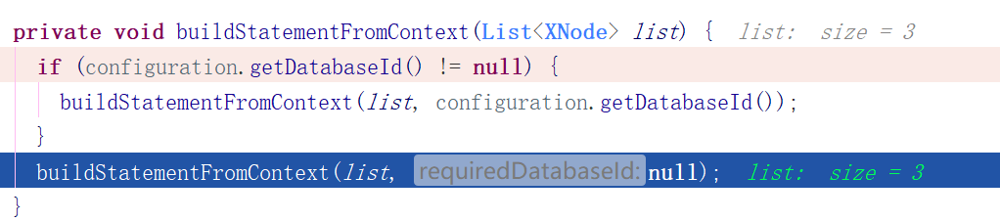 private void buildStatementFromContext(List<XNode> list) {  list:  size = 3
  if (configuration.getDatabaseId() != null) {
    buildStatementFromContext(list, configuration.getDatabaseId());
  }
  buildStatementFromContext(list, requiredDatabaseId: null);  list:  size = 3
}